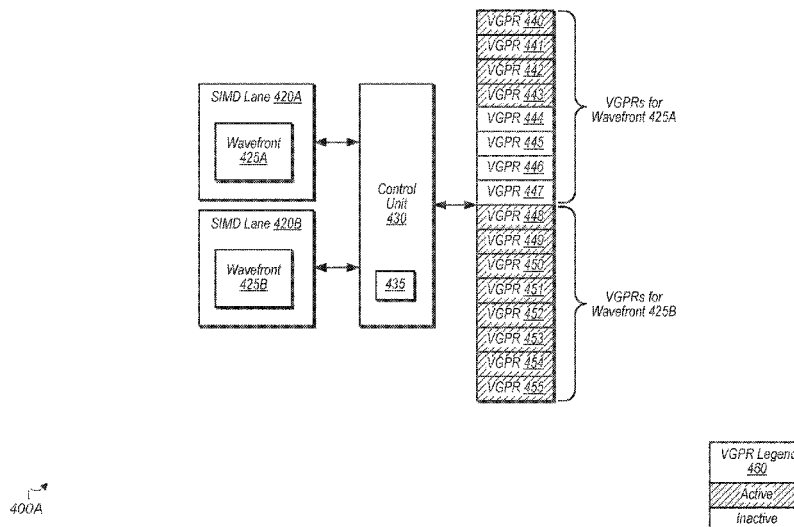 VGPR 440
VGPR 441
VGPR 442
VGPR 443
VGPR 444
VGPR 445
VGPR 446
VGPR 447
VGPR 448
VGPR 449
VGPR 450
VGPR 451
VGPR 452
VGPR 453
VGPR 454
VGPR 455
VGPRs for
Wavefront 425A
VGPRs for
Wavefront 425B
SIMD Lane 420A
Wavefront
425A
SIMD Lane 420B
Wavefront
425B
Control
Unit
430
435
400A
VGPR Legend
460
Active
Inactive